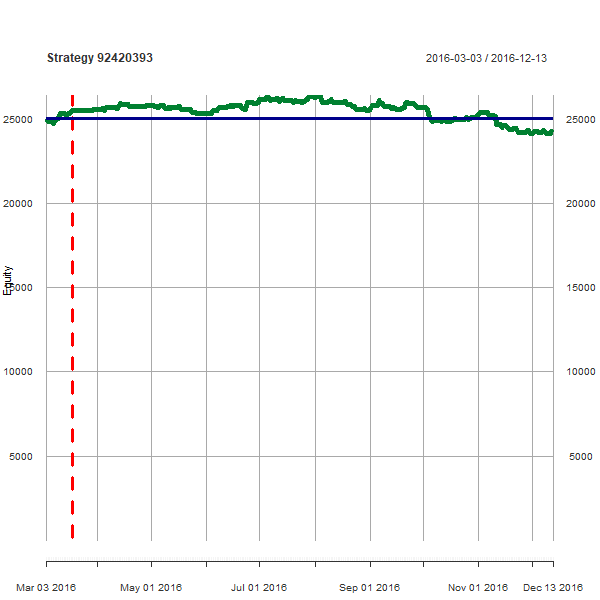 Strategy 92420393
2016-03-03 / 2016-12-13
25000 25000
20000 20000
Equity
15000 15000
10000 10000
5000 5000
Mar 03 2016 May 01 2016 Jul 01 2016 Sep 01 2016 Nov 01 2016 Dec 13 2016